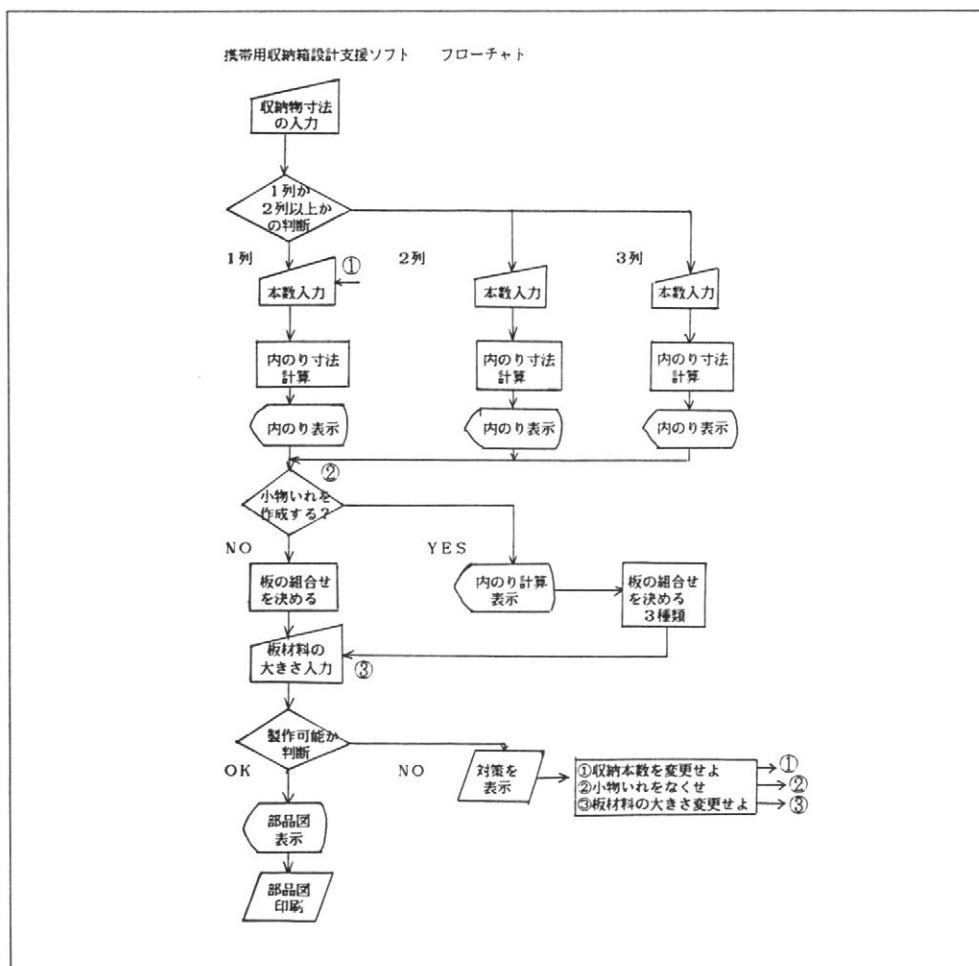 携帯用収納箱設計支援ソフト　フローチャト
収納物寸法
の入力
1列か
2列以上か
の判断
1列
①
2列
3列
本数入力
本数入力
本数入力
内のり寸法
計算
内のり寸法
計算
内のり寸法
計算
内のり表示
内のり表示
内のり表示
②
小物いれを
作成する?
NO
YES
板の組合せ
を決める
内のり計算
表示
板の組合せ
を決める
3種類
板材料の
大きさ入力
③
製作可能か
判断
OK
NO
対策を
表示
①収納本数を変更せよ
②小物いれをなくせ
③板材料の大きさ変更せよ
①
②
③
部品図
表示
部品図
印刷